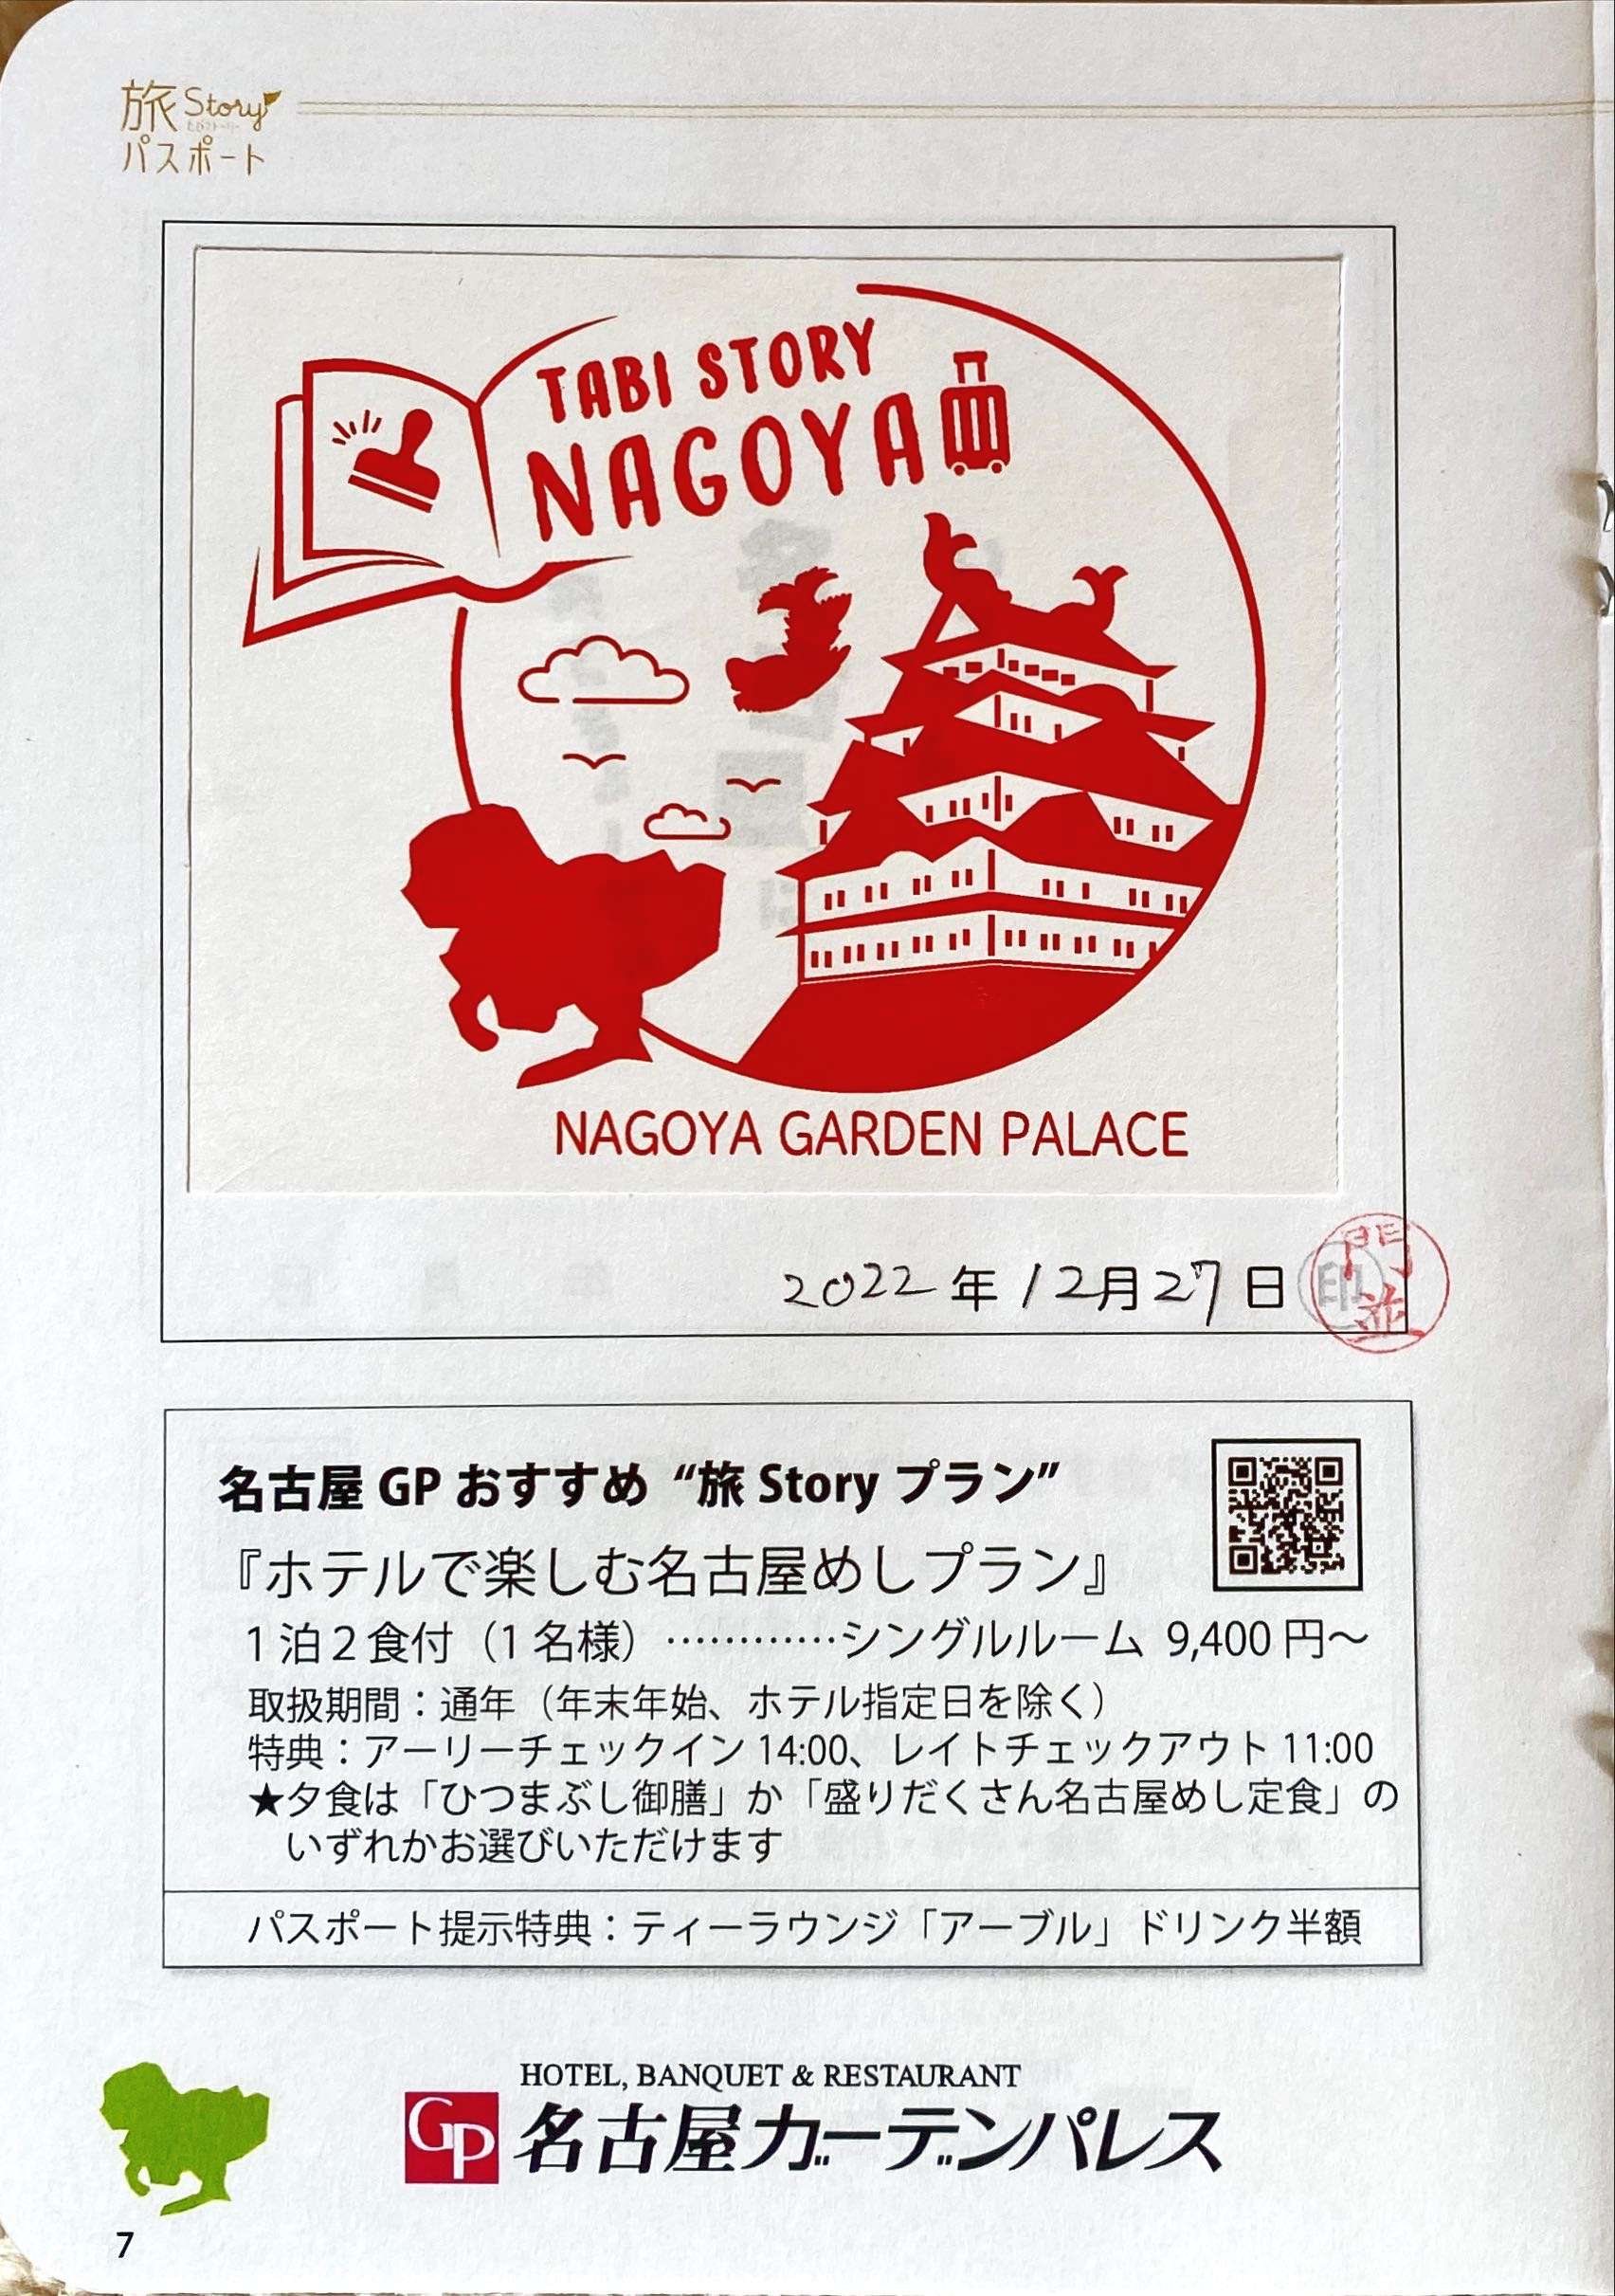 旅Story
たびストーリー
パスポート
TABI STORY
NAGOYA
NAGOYA GARDEN PALACE
2022年12月27日 印
門並
名古屋GPおすすめ “旅Storyプラン”
『ホテルで楽しむ名古屋めしプラン』
1泊2食付（1名様）…………シングルルーム 9,400円～
取扱期間：通年（年末年始、ホテル指定日を除く）
特典：アーリーチェックイン14:00、レイトチェックアウト11:00
★夕食は「ひつまぶし御膳」か「盛りだくさん名古屋めし定食」の
いずれかお選びいただけます
パスポート提示特典：ティーラウンジ「アーブル」ドリンク半額
HOTEL, BANQUET & RESTAURANT
GP 名古屋ガーデンパレス
7